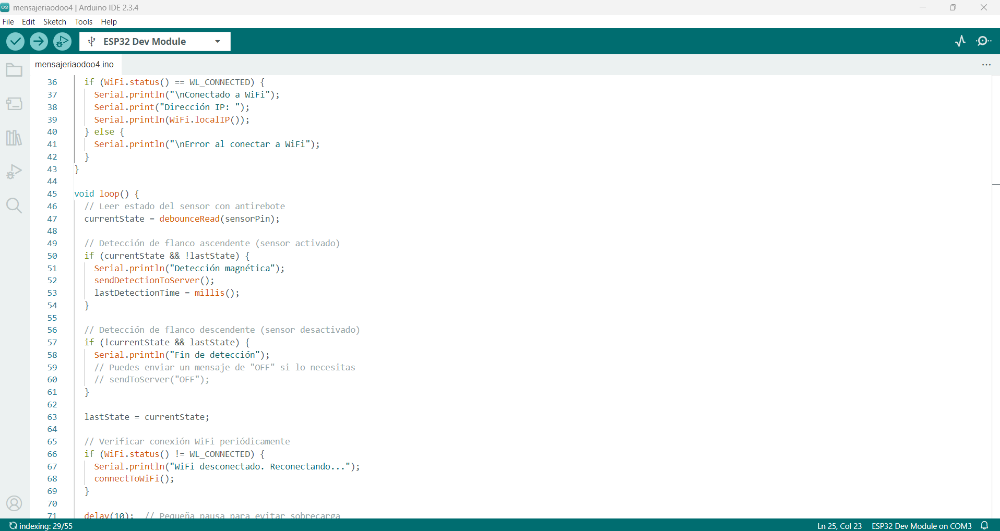 mensajeriaodoo4 | Arduino IDE 2.3.4
File Edit Sketch Tools Help
ESP32 Dev Module
mensajeriaodoo4.ino
36 if (WiFi.status() == WL_CONNECTED) {
37 Serial.println("\nConectado a WiFi");
38 Serial.print("Dirección IP: ");
39 Serial.println(WiFi.localIP());
40 } else {
41 Serial.println("\nError al conectar a WiFi");
42 }
43 }
44
45 void loop() {
46 // Leer estado del sensor con antirebote
47 currentState = debounceRead(sensorPin);
48
49 // Detección de flanco ascendente (sensor activado)
50 if (currentState && !lastState) {
51 Serial.println("Detección magnética");
52 sendDetectionToServer();
53 lastDetectionTime = millis();
54 }
55
56 // Detección de flanco descendente (sensor desactivado)
57 if (!currentState && lastState) {
58 Serial.println("Fin de detección");
59 // Puedes enviar un mensaje de "OFF" si lo necesitas
60 // sendToServer("OFF");
61 }
62
63 lastState = currentState;
64
65 // Verificar conexión WiFi periódicamente
66 if (WiFi.status() != WL_CONNECTED) {
67 Serial.println("WiFi desconectado. Reconectando...");
68 connectToWiFi();
69 }
70
71 delay(10); // Pequeña pausa para evitar sobrecarga
indexing: 29/55
Ln 25, Col 23 ESP32 Dev Module on COM3